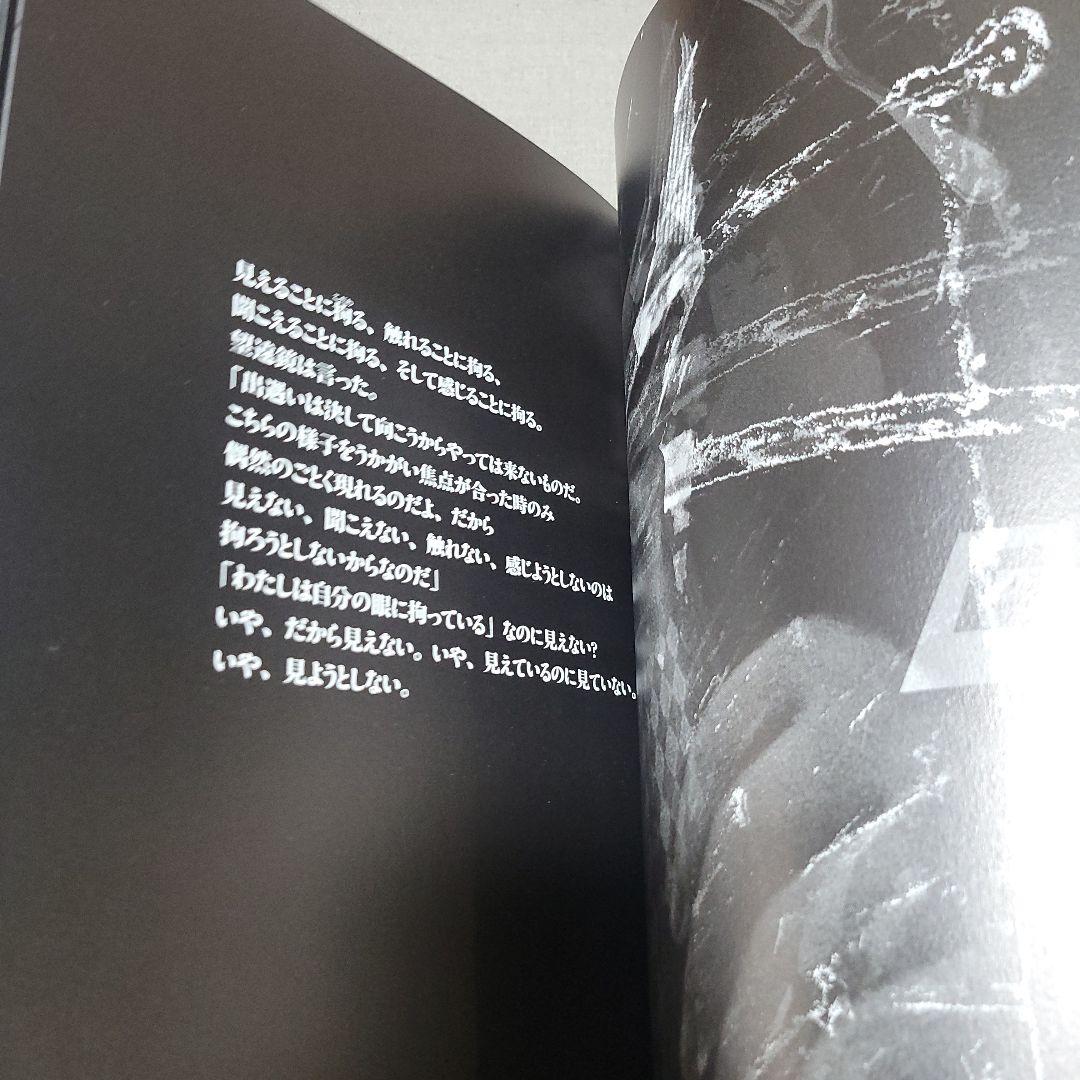 見えることに拘る、触れることに拘る、
聞こえることに拘る、そして感じることに拘る。
望遠鏡は言った。
「出遇いは決して向こうからやっては来ないものだ。
こちらの様子をうかがい焦点が合った時のみ
偶然のごとく現れるのだよ、だから
見えない、聞こえない、触れない、感じようとしないのは
拘ろうとしないからなのだ」
「わたしは自分の眼に拘っている」なのに見えない?
いや、だから見えない。いや、見えているのに見ていない。
いや、見ようとしない。